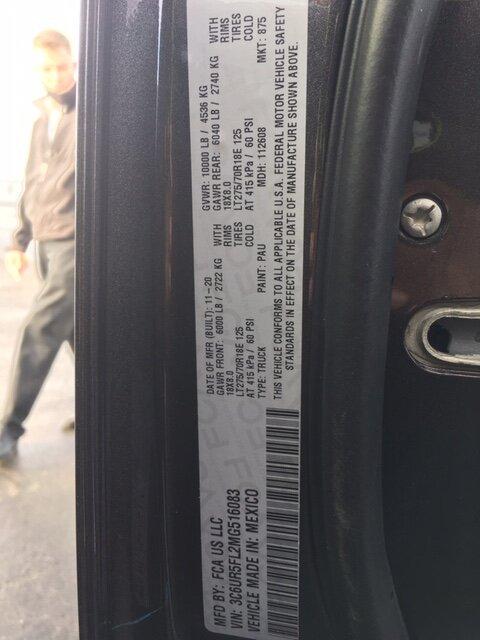 MFD BY: FCA US LLC
VIN: 3C6UR5FL2MG516083
VEHICLE MADE IN: MEXICO
DATE OF MFR (BUILT): 11-20 GVWR: 10000 LB / 4536 KG
GAWR FRONT: 6000 LB / 2722 KG WITH GAWR REAR: 6040 LB / 2740 KG WITH
18X8.0 RIMS 18X8.0 RIMS
LT275/70R18E 125 TIRES LT275/70R18E 125 TIRES
AT 415 kPa / 60 PSI COLD AT 415 kPa / 60 PSI COLD
TYPE: TRUCK PAINT: PAU MDH: 112608 MKT: 875
THIS VEHICLE CONFORMS TO ALL APPLICABLE U.S.A. FEDERAL MOTOR VEHICLE SAFETY
STANDARDS IN EFFECT ON THE DATE OF MANUFACTURE SHOWN ABOVE.